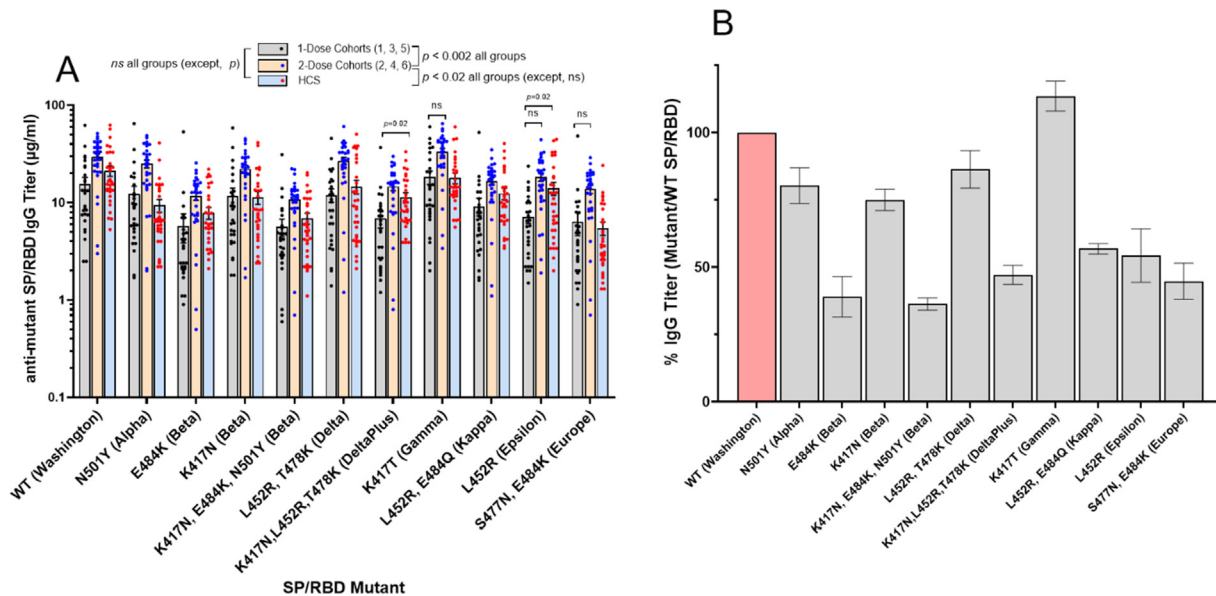 A
ns all groups (except, p)
1-Dose Cohorts (1, 3, 5)
2-Dose Cohorts (2, 4, 6)
HCS
p < 0.002 all groups
p < 0.02 all groups (except, ns)
anti-mutant SP/RBD IgG Titer (µg/ml)
100
10
1
0.1
p=0.02
ns
p=0.02
ns
ns
WT (Washington)
N501Y (Alpha)
E484K (Beta)
K417N (Beta)
K417N, E484K, N501Y (Beta)
L452R, T478K (Delta)
K417N,L452R,T478K (DeltaPlus)
K417T (Gamma)
L452R, E484Q (Kappa)
L452R (Epsilon)
S477N, E484K (Europe)
SP/RBD Mutant
B
% IgG Titer (Mutant/WT SP/RBD)
100
50
0
WT (Washington)
N501Y (Alpha)
E484K (Beta)
K417N (Beta)
K417N, E484K, N501Y (Beta)
L452R, T478K (Delta)
K417N,L452R,T478K (DeltaPlus)
K417T (Gamma)
L452R, E484Q (Kappa)
L452R (Epsilon)
S477N, E484K (Europe)